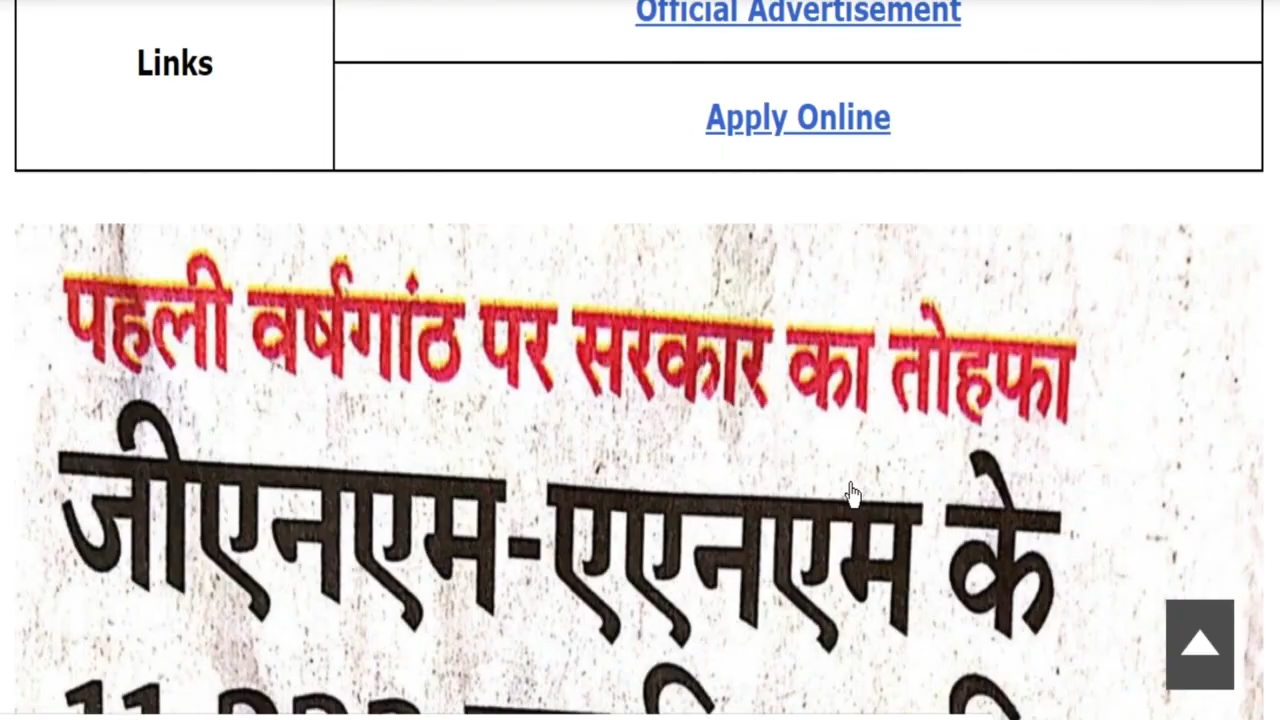 Official Advertisement
Links
Apply Online
पहली वर्षगांठ पर सरकार का तोहफा
जीएनएम-एएनएम के